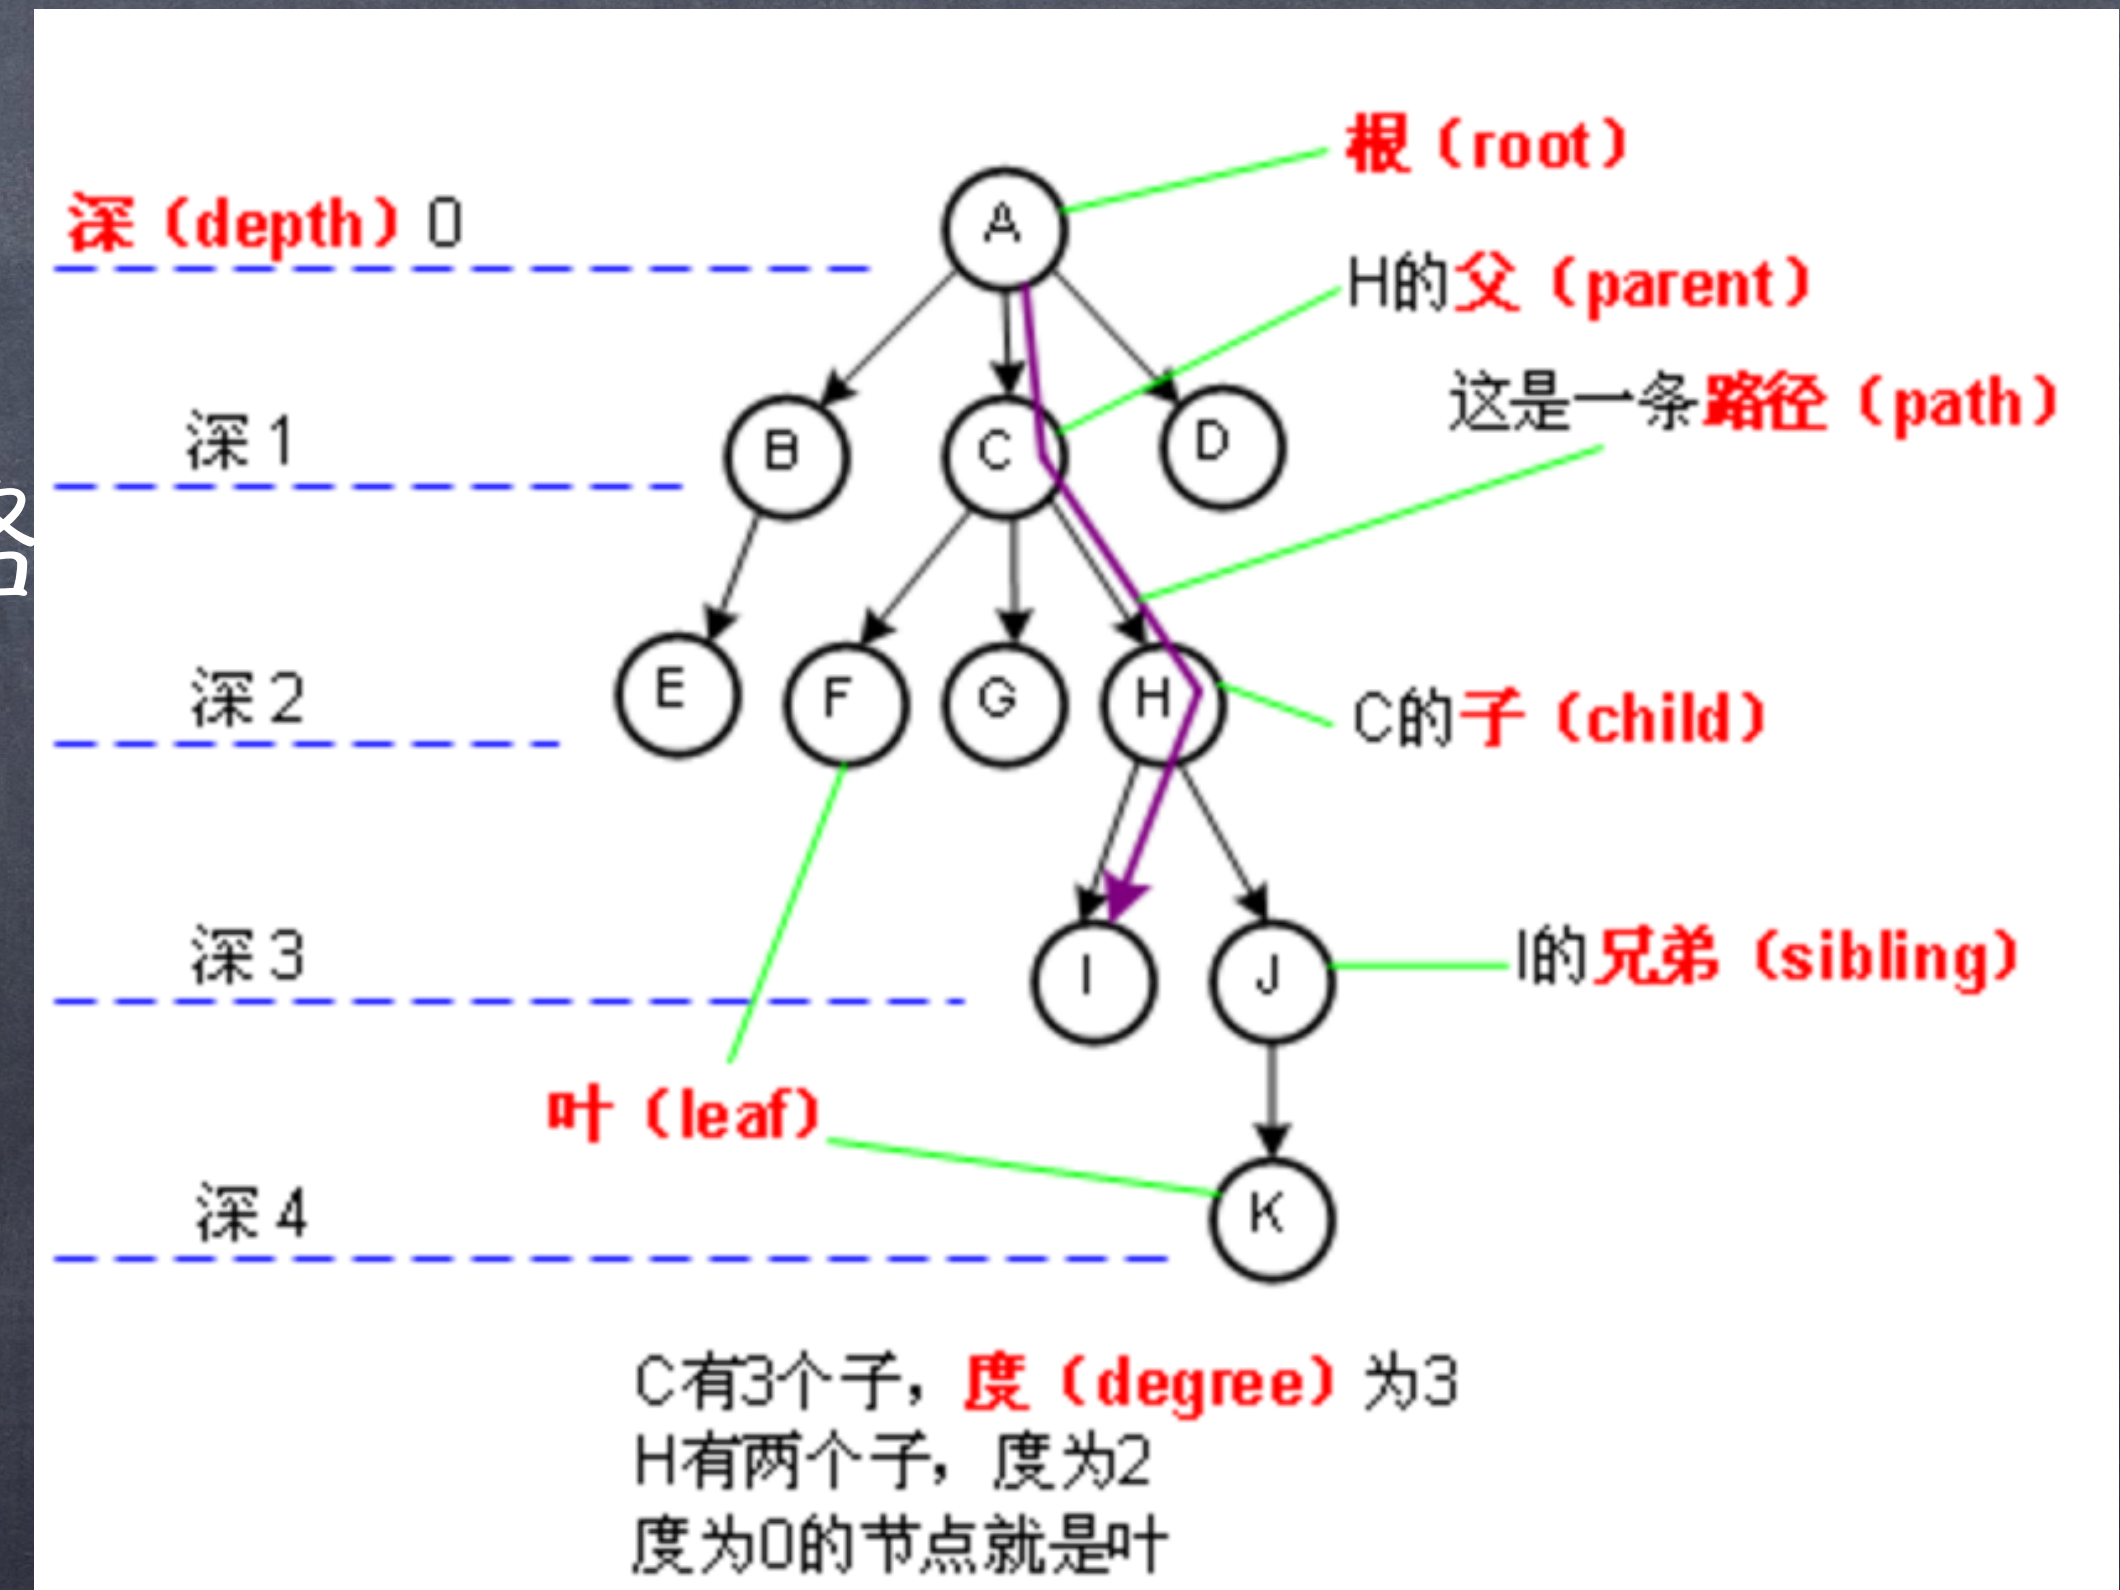 根（root）
深（depth）0
A
H的父（parent）
这是一条路径（path）
深1
B
C
D
深2
E
F
G
H
C的子（child）
深3
I
J
I的兄弟（sibling）
叶（leaf）
深4
K
C有3个子，度（degree）为3
H有两个子，度为2
度为0的节点就是叶